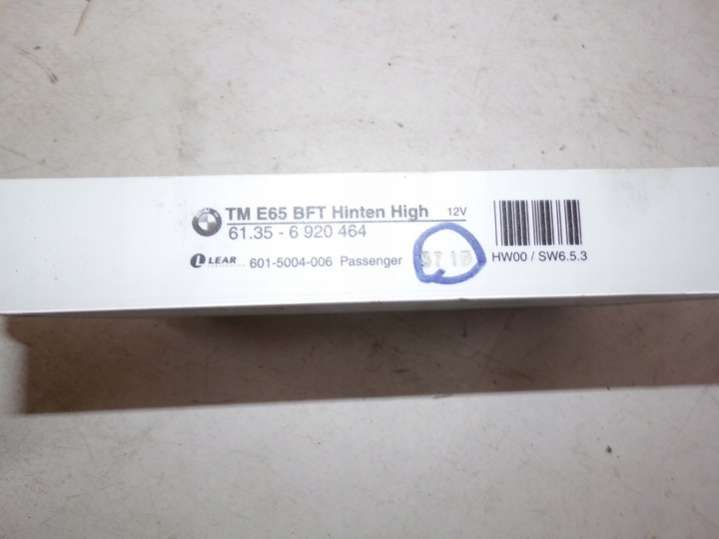 TM E65 BFT Hinten High 12V
61.35 - 6 920 464
LEAR 601-5004-006 Passenger
HW00 / SW6.5.3